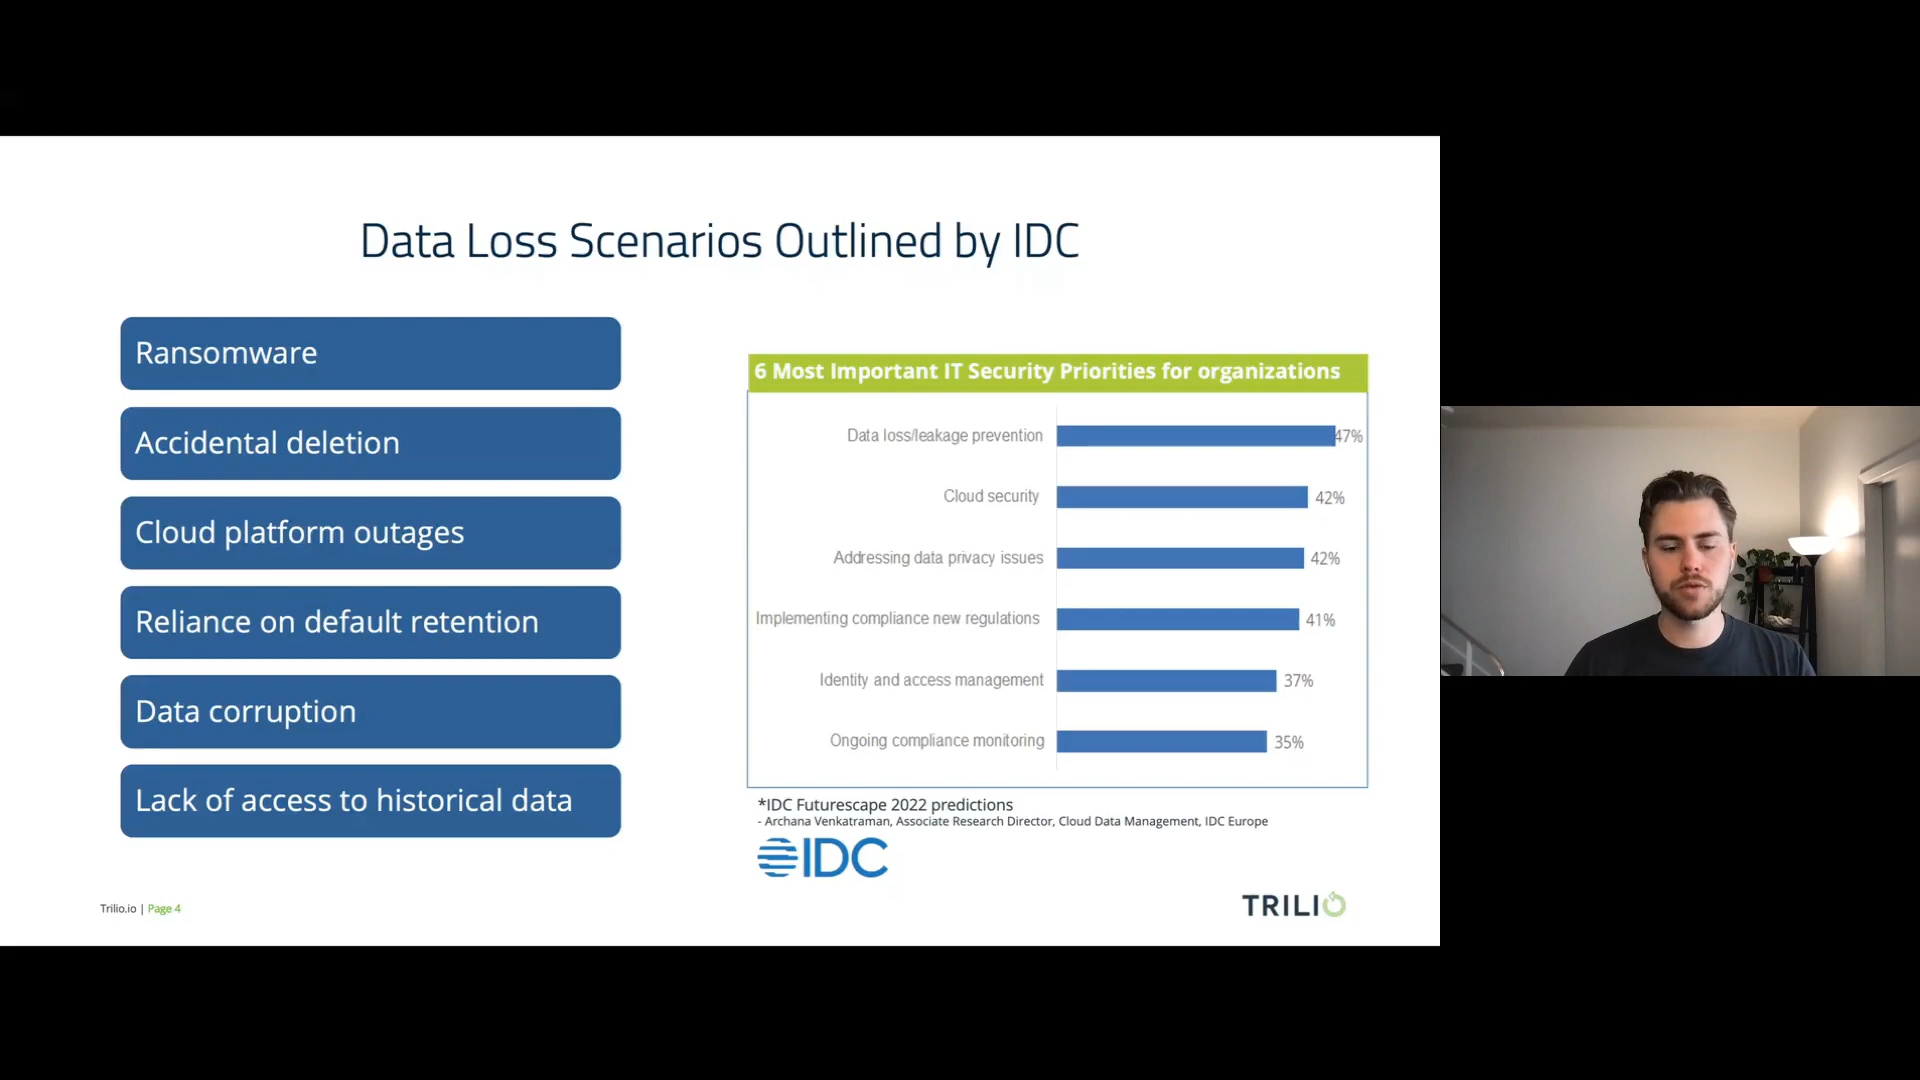 Data Loss Scenarios Outlined by IDC
Ransomware
Accidental deletion
Cloud platform outages
Reliance on default retention
Data corruption
Lack of access to historical data
6 Most Important IT Security Priorities for organizations
Data loss/leakage prevention 47%
Cloud security 42%
Addressing data privacy issues 42%
Implementing compliance new regulations 41%
Identity and access management 37%
Ongoing compliance monitoring 35%
*IDC Futurescape 2022 predictions
- Archana Venkatraman, Associate Research Director, Cloud Data Management, IDC Europe
IDC
Trilio.io | Page 4
TRILIO